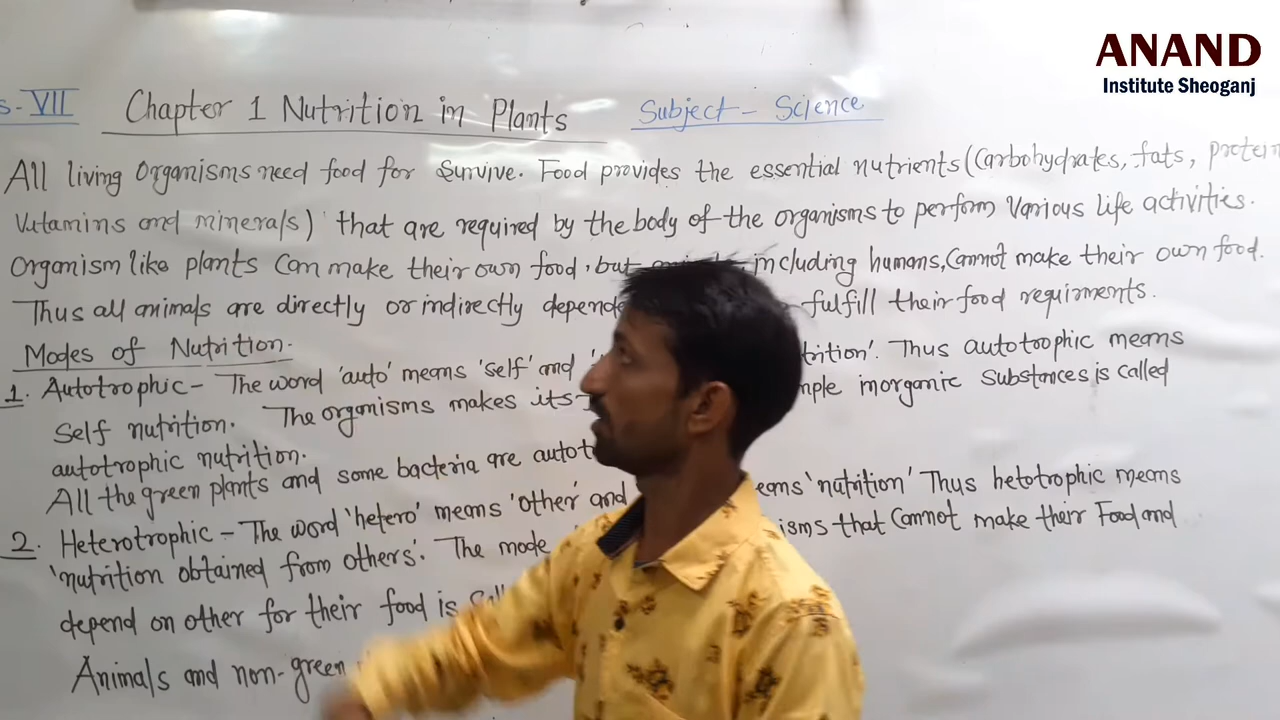 ANAND
Institute Sheoganj
s-VII Chapter 1 Nutrition in Plants Subject - Science
All living organisms need food for survive. Food provides the essential nutrients (Carbohydrates, fats, protein
Vitamins and minerals) that are required by the body of the organisms to perform various life activities.
Organism like plants Can make their own food, but including humans, Cannot make their own food.
Thus all animals are directly or indirectly depende fulfill their food requirments.
Modes of Nutrition.
1. Autotrophic - The word 'auto' means 'self' and trition'. Thus autotrophic means
Self nutrition. The organisms makes its mple inorganic substances is called
autotrophic nutrition.
All the green plants and some bacteria are autot
2. Heterotrophic - The word 'hetero' means 'other' and eans 'nutrition' Thus hetotrophic means
'nutrition obtained from others'. The mode isms that Cannot make their Food and
depend on other for their food is
Animals and non-green